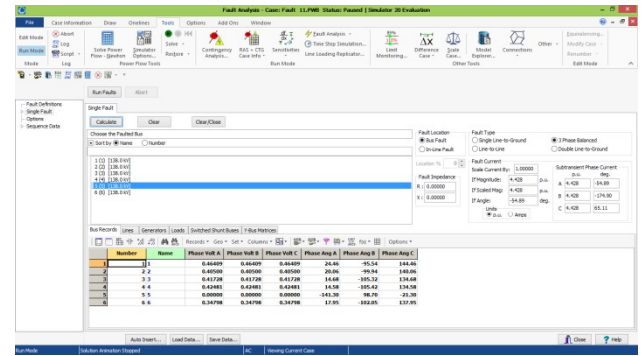 Fault Analysis - Case: Fault 11.PWB Status: Paused | Simulator 20 Evaluation
File Case Information Draw Onelines Tools Options Add Ons Window
Edit Mode
Run Mode
Abort
Log
Script
Solve Power Flow - Newton
Simulator Options...
Solve
Restore
Contingency Analysis...
RAS + CTG Case Info
Sensitivities
Fault Analysis
Time Step Simulation...
Line Loading Replicator...
Limit Monitoring...
Difference Case
Scale Case
Model Explorer...
Connections
Other
Equivalencing...
Modify Case
Renumber
Mode Log Power Flow Tools Run Mode Other Tools Edit Mode
Run Faults Abort
Fault Definitions
Single Fault
Options
Sequence Data
Single Fault
Calculate Clear Clear/Close
Choose the Faulted Bus
Sort by Name Number
1 (1) [138.0 kV]
2 (2) [138.0 kV]
3 (3) [138.0 kV]
4 (4) [138.0 kV]
5 (5) [138.0 kV]
6 (6) [138.0 kV]
Fault Location
Bus Fault
In-Line Fault
Location % 0
Fault Impedance
R : 0.00000
X : 0.00000
Fault Type
Single Line-to-Ground 3 Phase Balanced
Line-to-Line Double Line-to-Ground
Fault Current
Scale Current By: 1.00000
If Magnitude: 4.428 p.u.
If Scaled Mag: 4.428 p.u.
If Angle: -54.89 deg.
Units
p.u. Amps
Subtransient Phase Current
p.u. deg.
A 4.428 -54.89
B 4.428 -174.90
C 4.428 65.11
Bus Records Lines Generators Loads Switched Shunt Buses Y-Bus Matrices
Records Geo Set Columns Options
Number Name Phase Volt A Phase Volt B Phase Volt C Phase Ang A Phase Ang B Phase Ang C
1 1 1 0.46409 0.46409 0.46409 24.46 -95.54 144.46
2 2 2 0.40500 0.40500 0.40500 20.06 -99.94 140.06
3 3 3 0.41728 0.41728 0.41728 14.68 -105.32 134.68
4 4 4 0.42481 0.42481 0.42481 14.58 -105.42 134.58
5 5 5 0.00000 0.00000 0.00000 -141.30 98.70 -21.30
6 6 6 0.34798 0.34798 0.34798 17.95 -102.05 137.95
Auto Insert... Load Data... Save Data... Close Help
Run Mode Solution Animation Stopped AC Viewing Current Case